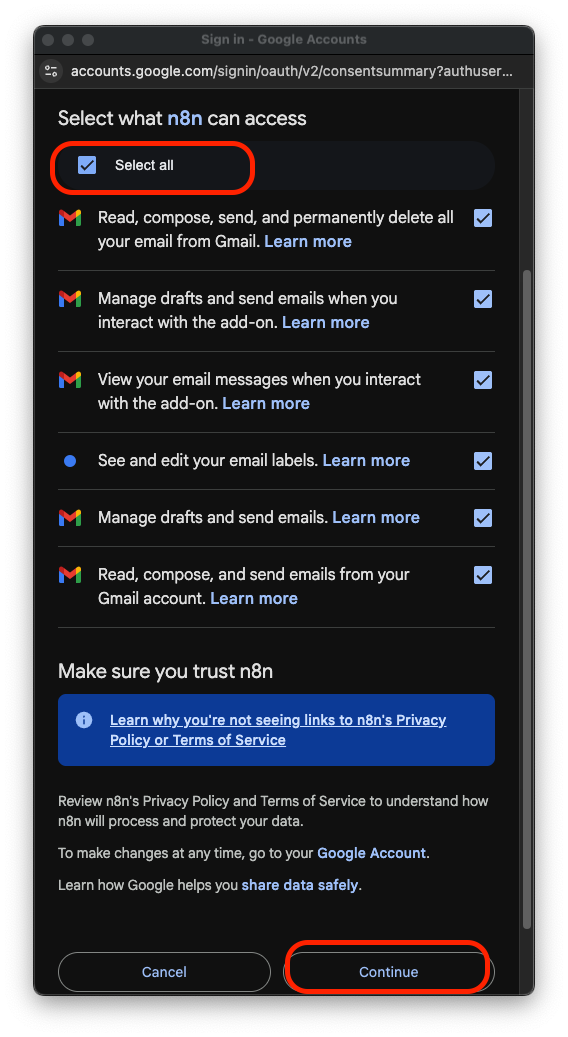 Sign in - Google Accounts
accounts.google.com/signin/oauth/v2/consentsummary?authuser...
Select what n8n can access
Select all
Read, compose, send, and permanently delete all
your email from Gmail. Learn more
Manage drafts and send emails when you
interact with the add-on. Learn more
View your email messages when you interact
with the add-on. Learn more
See and edit your email labels. Learn more
Manage drafts and send emails. Learn more
Read, compose, and send emails from your
Gmail account. Learn more
Make sure you trust n8n
Learn why you're not seeing links to n8n's Privacy
Policy or Terms of Service
Review n8n's Privacy Policy and Terms of Service to understand how
n8n will process and protect your data.
To make changes at any time, go to your Google Account.
Learn how Google helps you share data safely.
Cancel
Continue